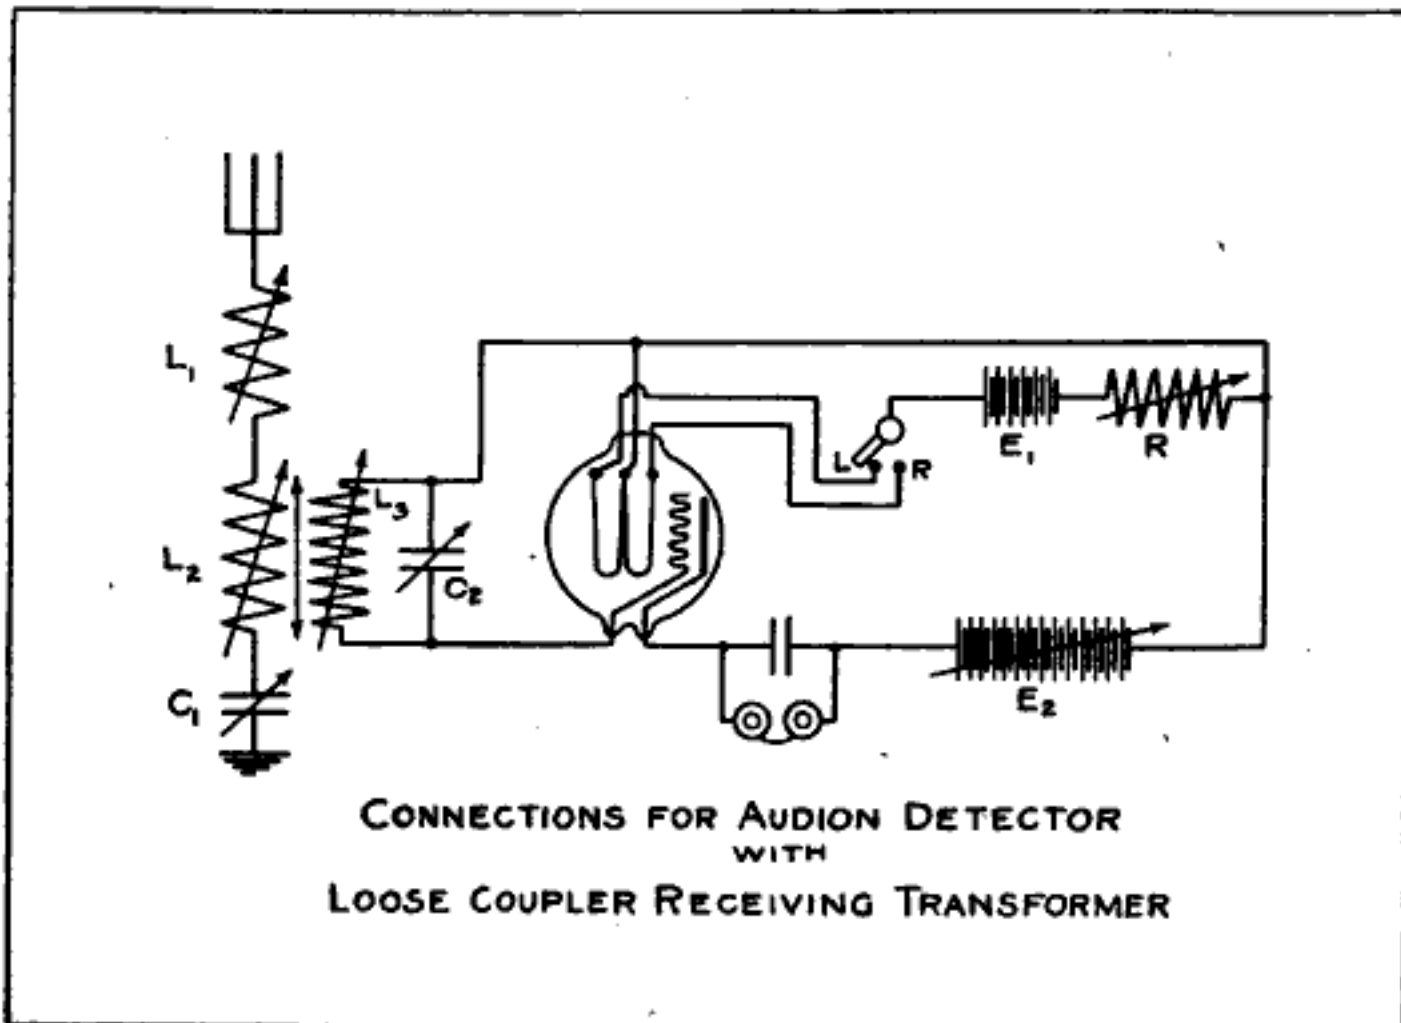 L₁
L₂
L₃
C₁
C₂
L
R
E₁
R
E₂
CONNECTIONS FOR AUDION DETECTOR
WITH
LOOSE COUPLER RECEIVING TRANSFORMER